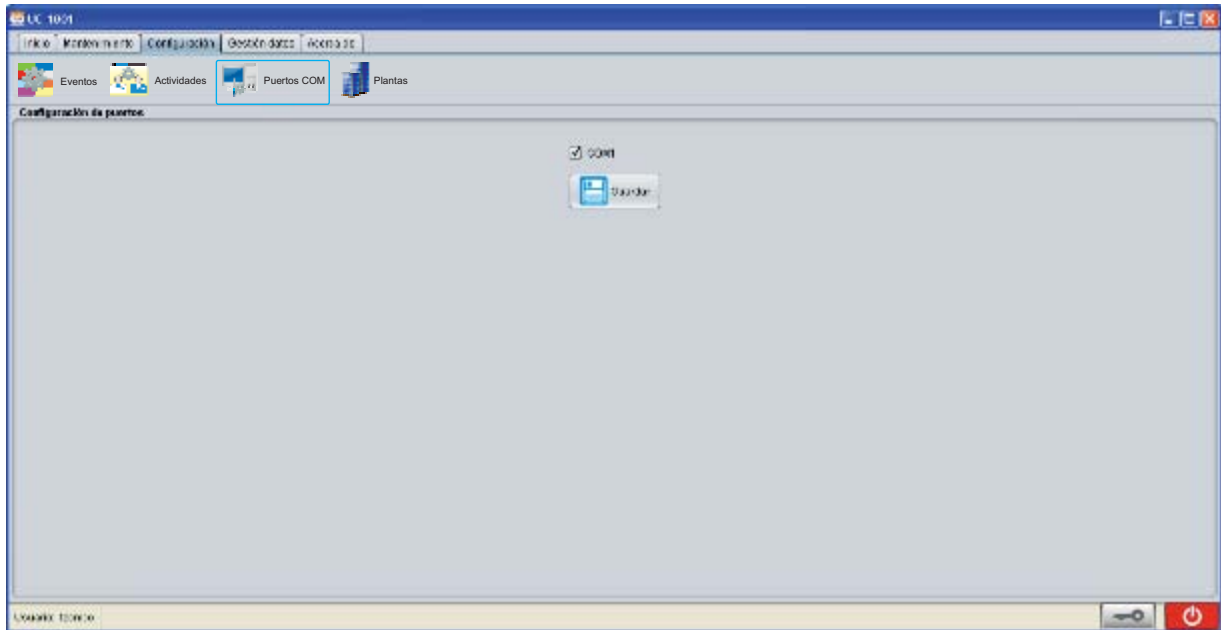 UC 1001
Inicio Mantenimiento Configuración Gestión datos Acerca de
Eventos Actividades Puertos COM Plantas
Configuración de puertos
COM1
Guardar
Usuario: técnico